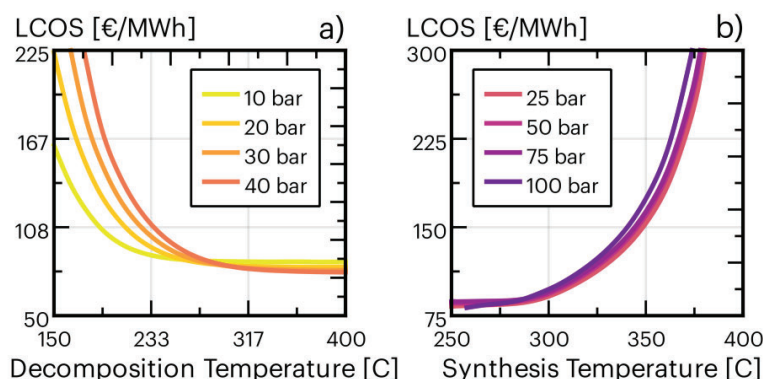 LCOS [€/MWh] a)
225
167
108
50
150 233 317 400
Decomposition Temperature [C]
10 bar
20 bar
30 bar
40 bar
LCOS [€/MWh] b)
300
225
150
75
250 300 350 400
Synthesis Temperature [C]
25 bar
50 bar
75 bar
100 bar